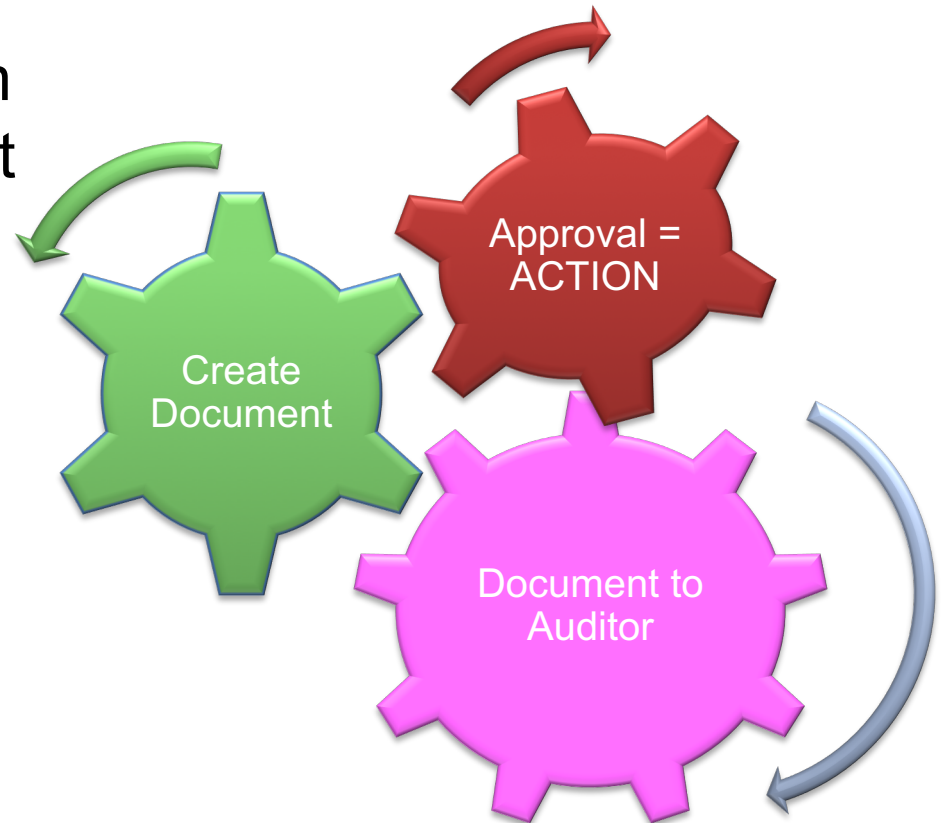 n
t
Approval =
ACTION
Create
Document
Document to
Auditor